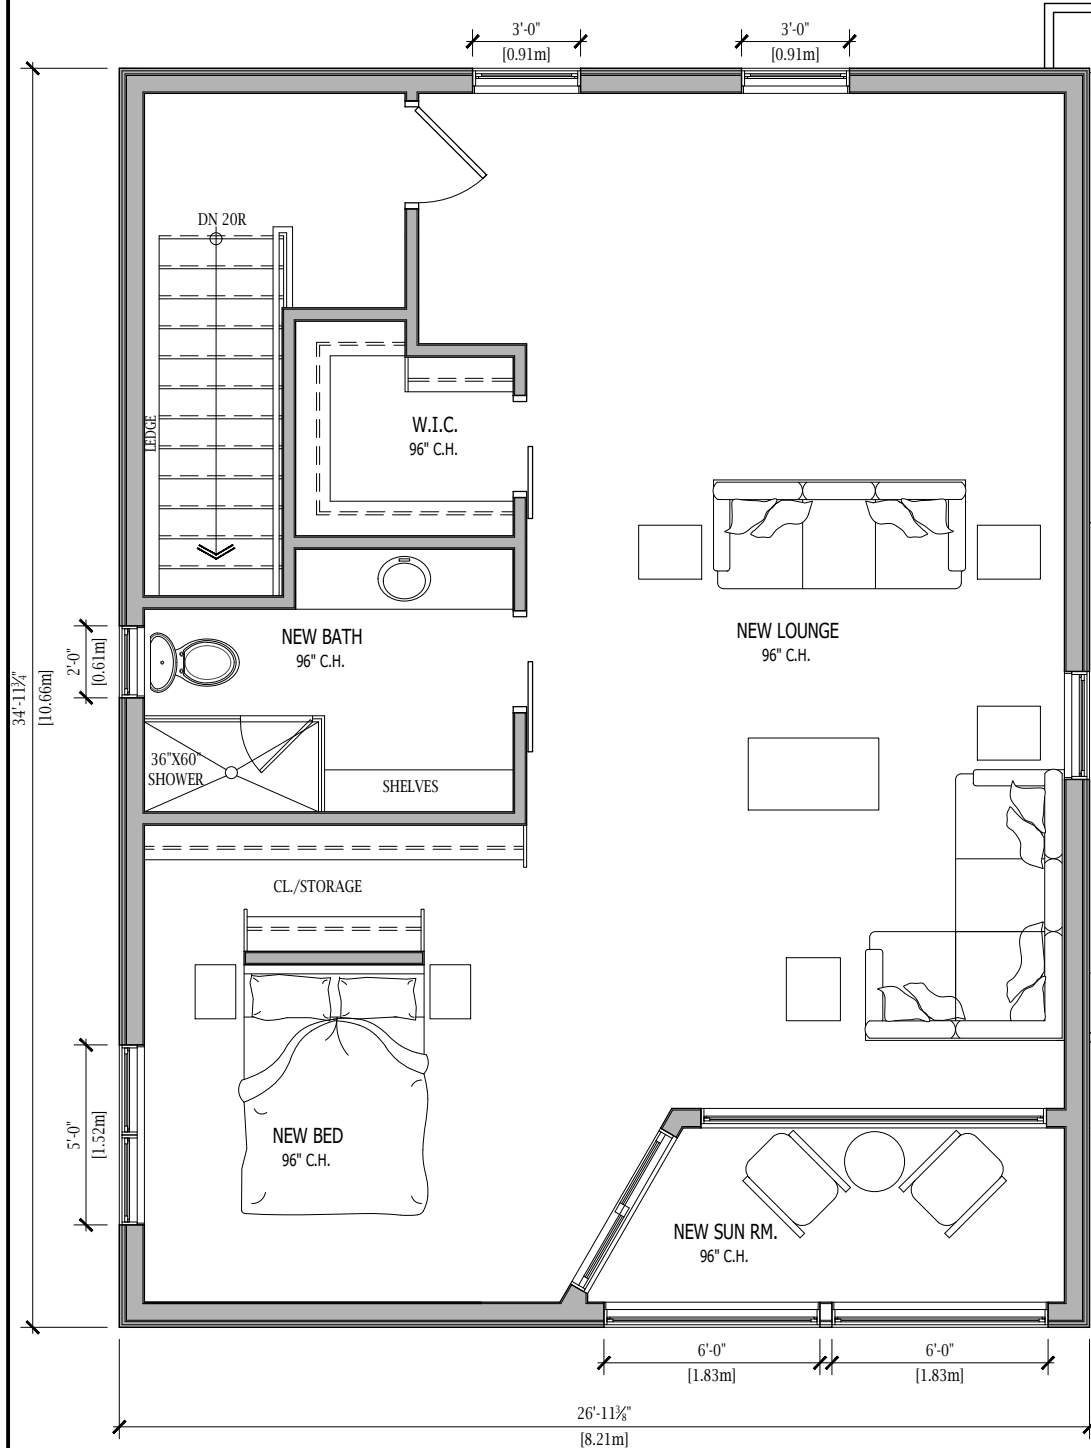 3'-0"
[0.91m]
3'-0"
[0.91m]
DN 20R
LEDGE
W.I.C.
96" C.H.
NEW BATH
96" C.H.
NEW LOUNGE
96" C.H.
2'-0"
[0.61m]
34'-11¾"
[10.66m]
36"X60"
SHOWER
SHELVES
CL./STORAGE
5'-0"
[1.52m]
NEW BED
96" C.H.
NEW SUN RM.
96" C.H.
6'-0"
[1.83m]
6'-0"
[1.83m]
26'-11⅜"
[8.21m]